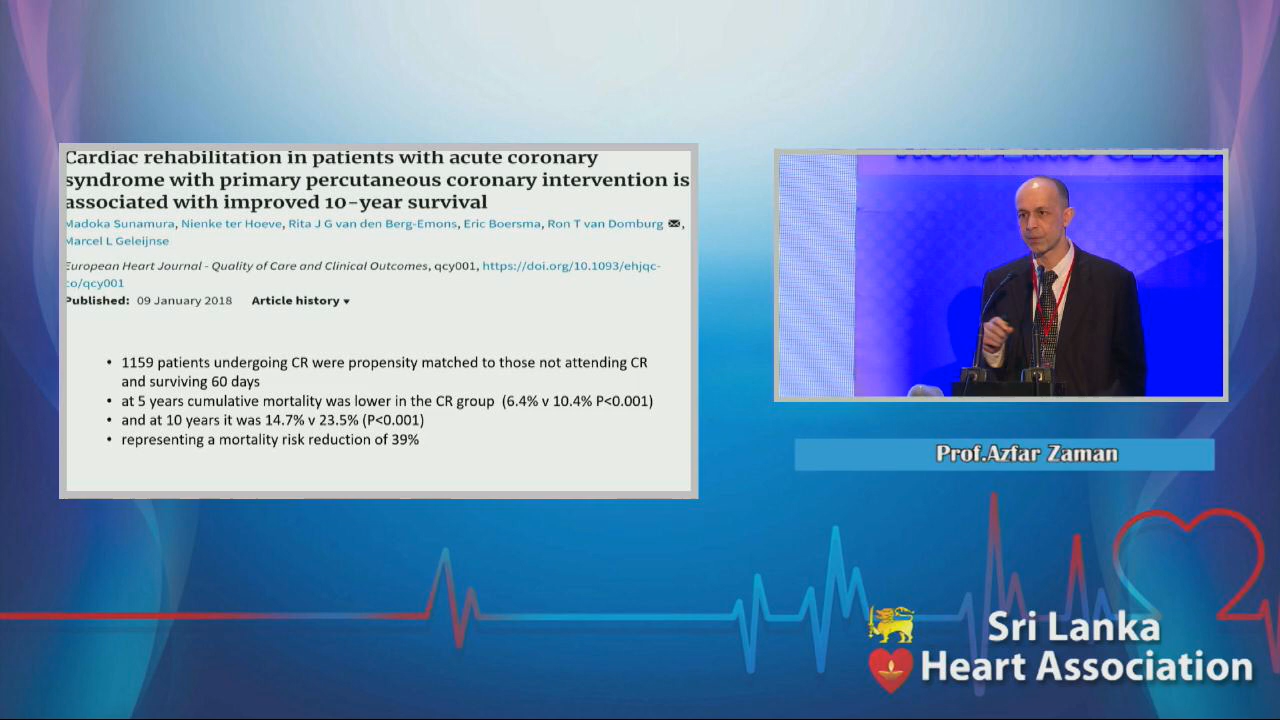 Cardiac rehabilitation in patients with acute coronary
syndrome with primary percutaneous coronary intervention is
associated with improved 10-year survival
Madoka Sunamura, Nienke ter Hoeve, Rita J G van den Berg-Emons, Eric Boersma, Ron T van Domburg ,
Marcel L Geleijnse
European Heart Journal - Quality of Care and Clinical Outcomes, qcy001, https://doi.org/10.1093/ehjqc-
co/qcy001
Published: 09 January 2018 Article history ▾
• 1159 patients undergoing CR were propensity matched to those not attending CR
and surviving 60 days
• at 5 years cumulative mortality was lower in the CR group (6.4% v 10.4% P<0.001)
• and at 10 years it was 14.7% v 23.5% (P<0.001)
• representing a mortality risk reduction of 39%
Prof.Azfar Zaman
Sri Lanka
Heart Association